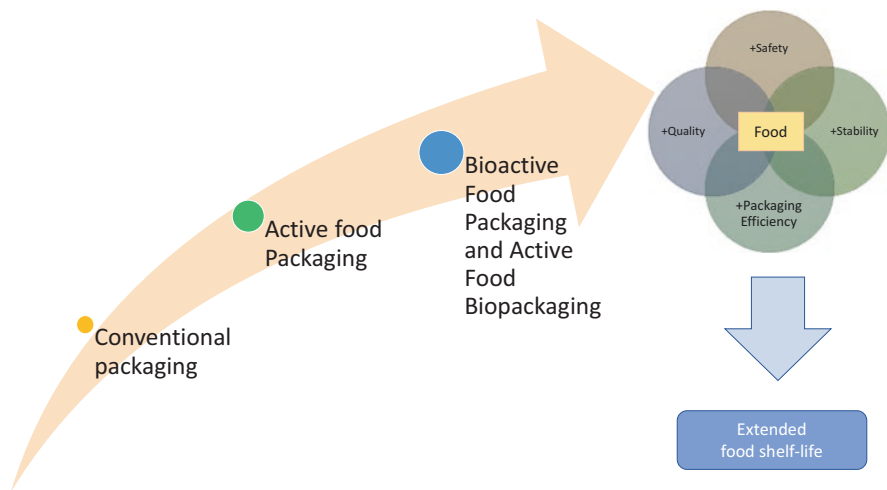 Conventional
packaging
Active food
Packaging
Bioactive
Food
Packaging
and Active
Food
Biopackaging
+Safety
+Quality
Food
+Stability
+Packaging
Efficiency
Extended
food shelf-life